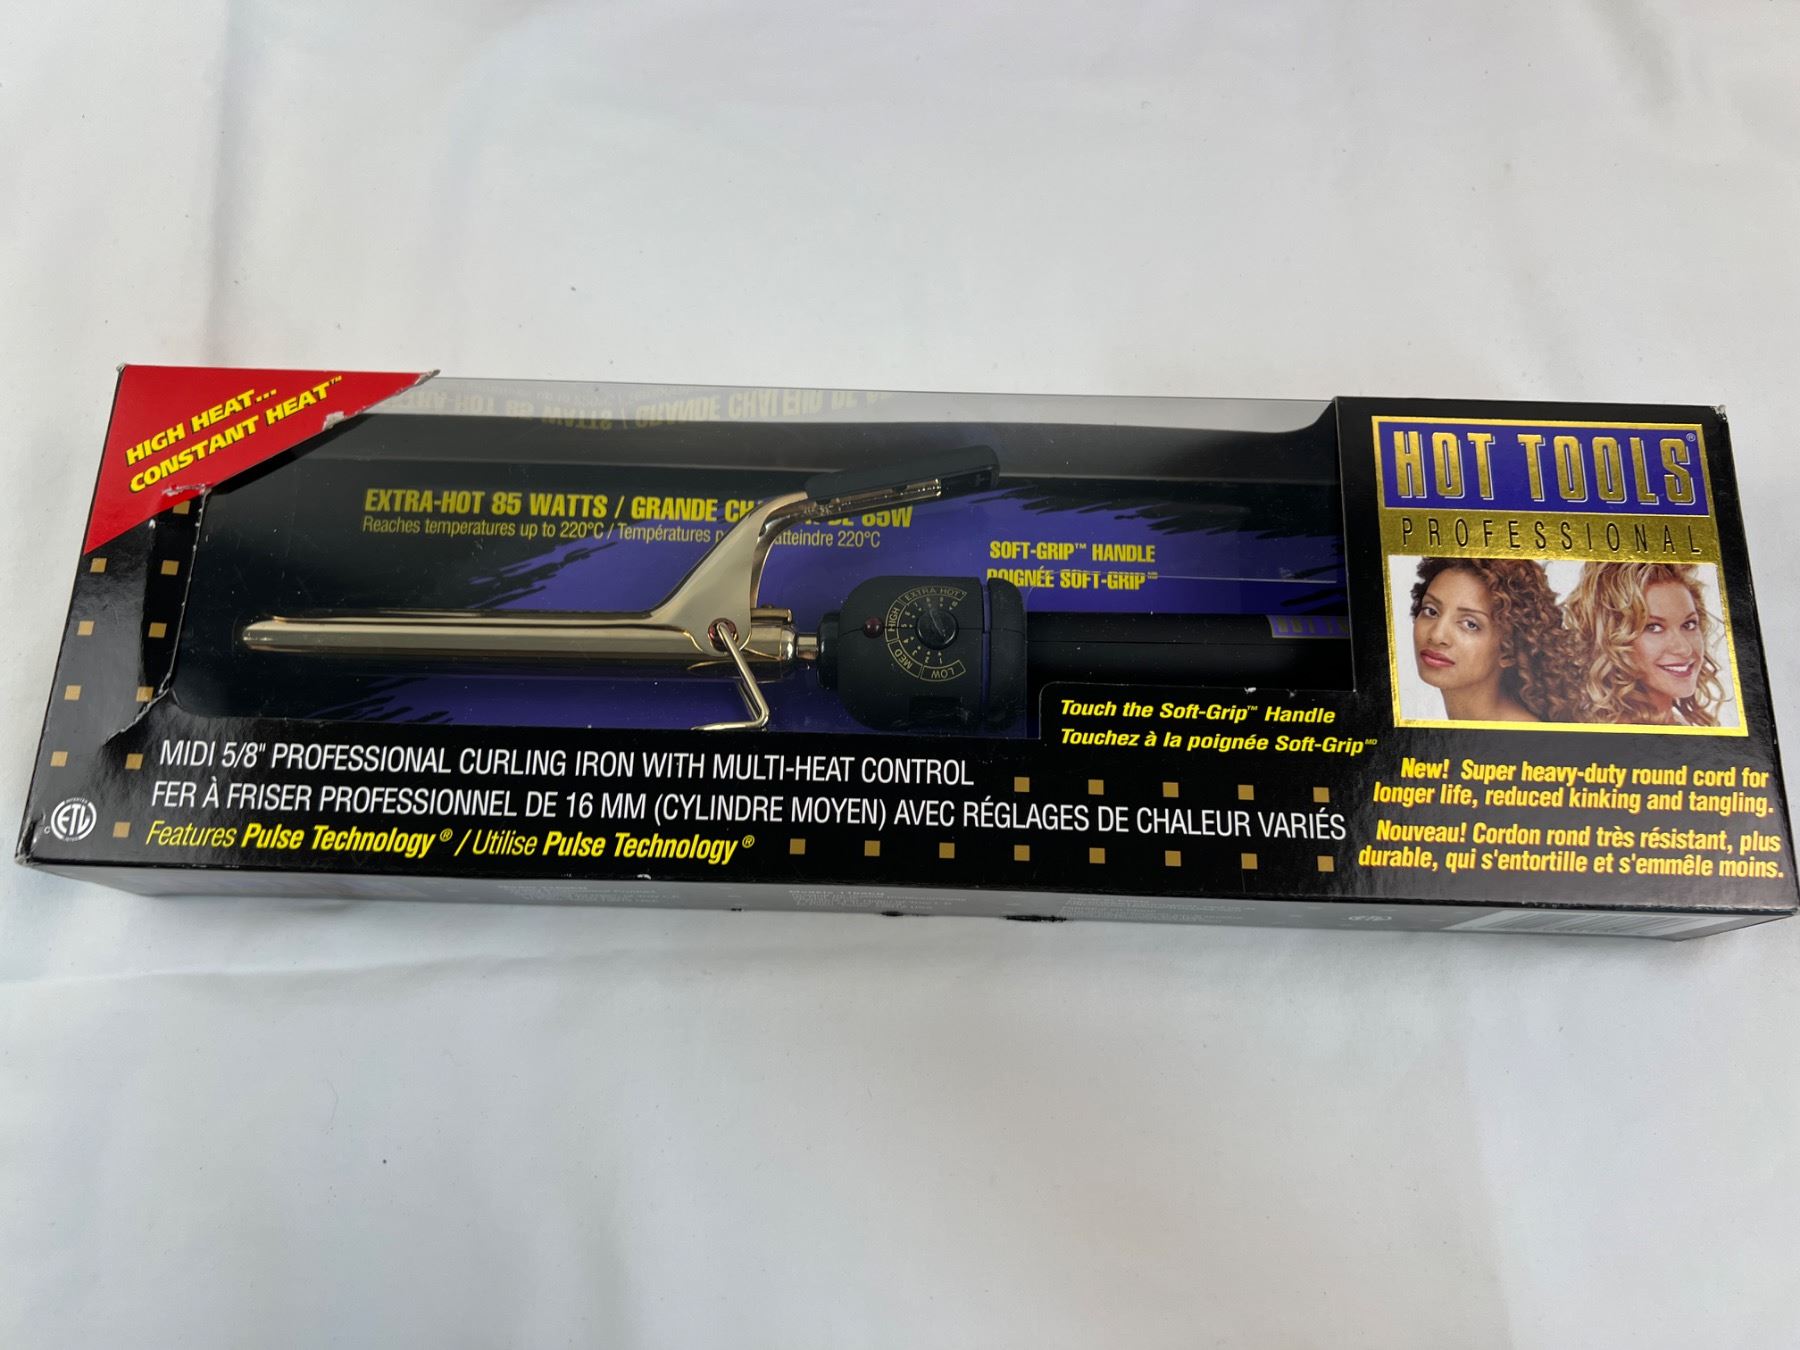 HIGH HEAT...
CONSTANT HEAT™
EXTRA-HOT 85 WATTS / GRANDE
Reaches temperatures up to 220°C / Températures
atteindre 220°C
SOFT-GRIP™ HANDLE
POIGNÉE SOFT-GRIP
EXTRA HOT
HIGH
MED
LOW
HOT TOOLS®
PROFESSIONAL
Touch the Soft-Grip™ Handle
Touchez à la poignée Soft-Grip MD
New! Super heavy-duty round cord for
longer life, reduced kinking and tangling.
Nouveau! Cordon rond très résistant, plus
durable, qui s'entortille et s'emmêle moins.
MIDI 5/8" PROFESSIONAL CURLING IRON WITH MULTI-HEAT CONTROL
FER À FRISER PROFESSIONNEL DE 16 MM (CYLINDRE MOYEN) AVEC RÉGLAGES DE CHALEUR VARIÉS
Features Pulse Technology® / Utilise Pulse Technology®
C ETL